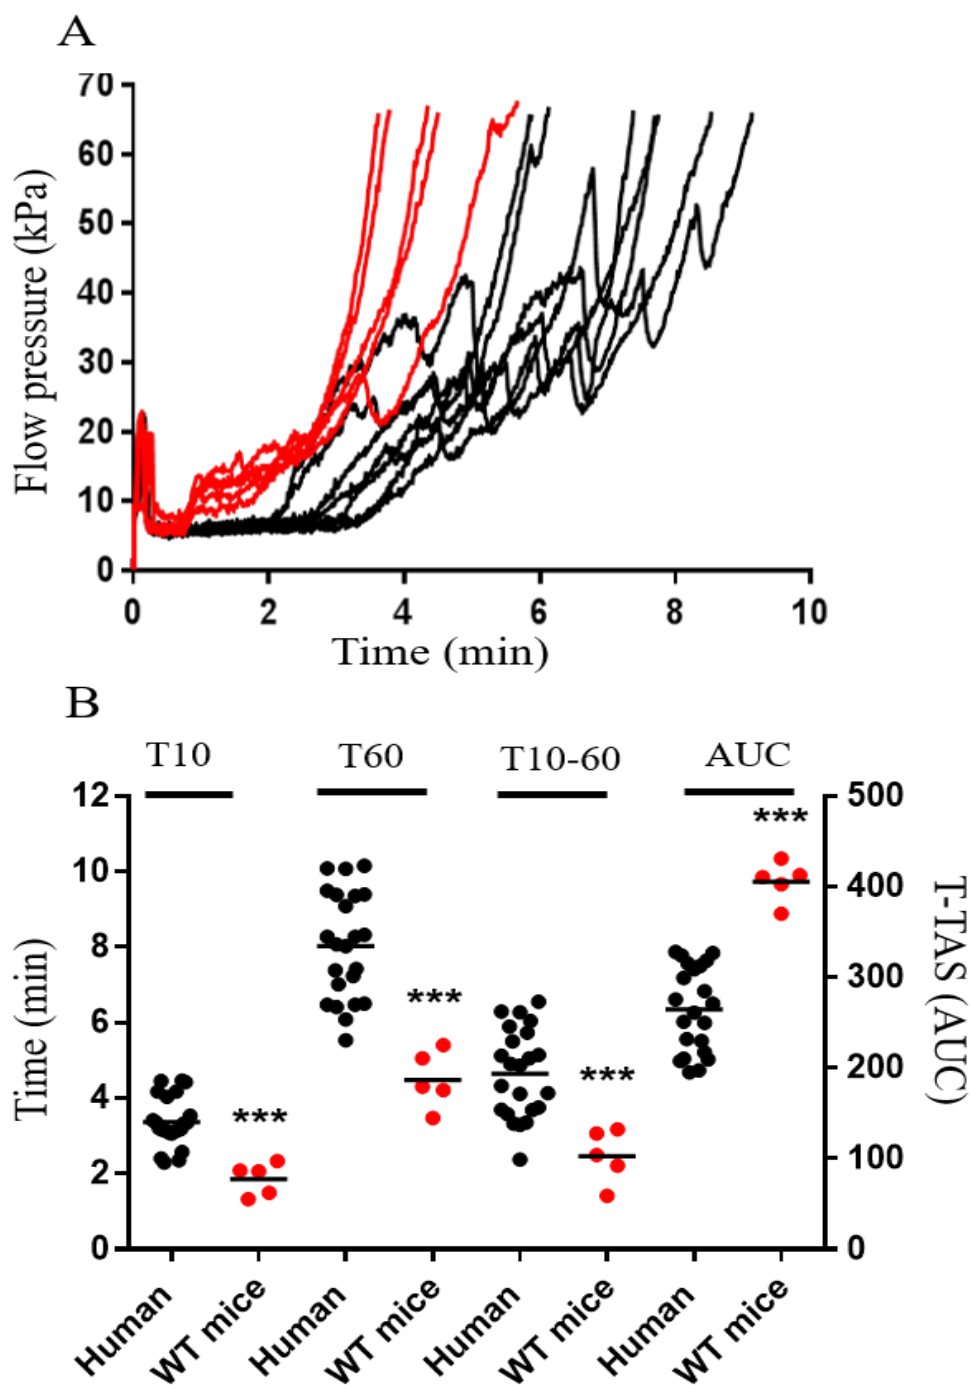 A
70
60
50
40
30
20
10
0
Flow pressure (kPa)
0 2 4 6 8 10
Time (min)
B
T10 T60 T10-60 AUC
12
10
8
6
4
2
0
Time (min)
500
400
300
200
100
0
T-TAS (AUC)
*** *** *** ***
Human WT mice Human WT mice Human WT mice Human WT mice